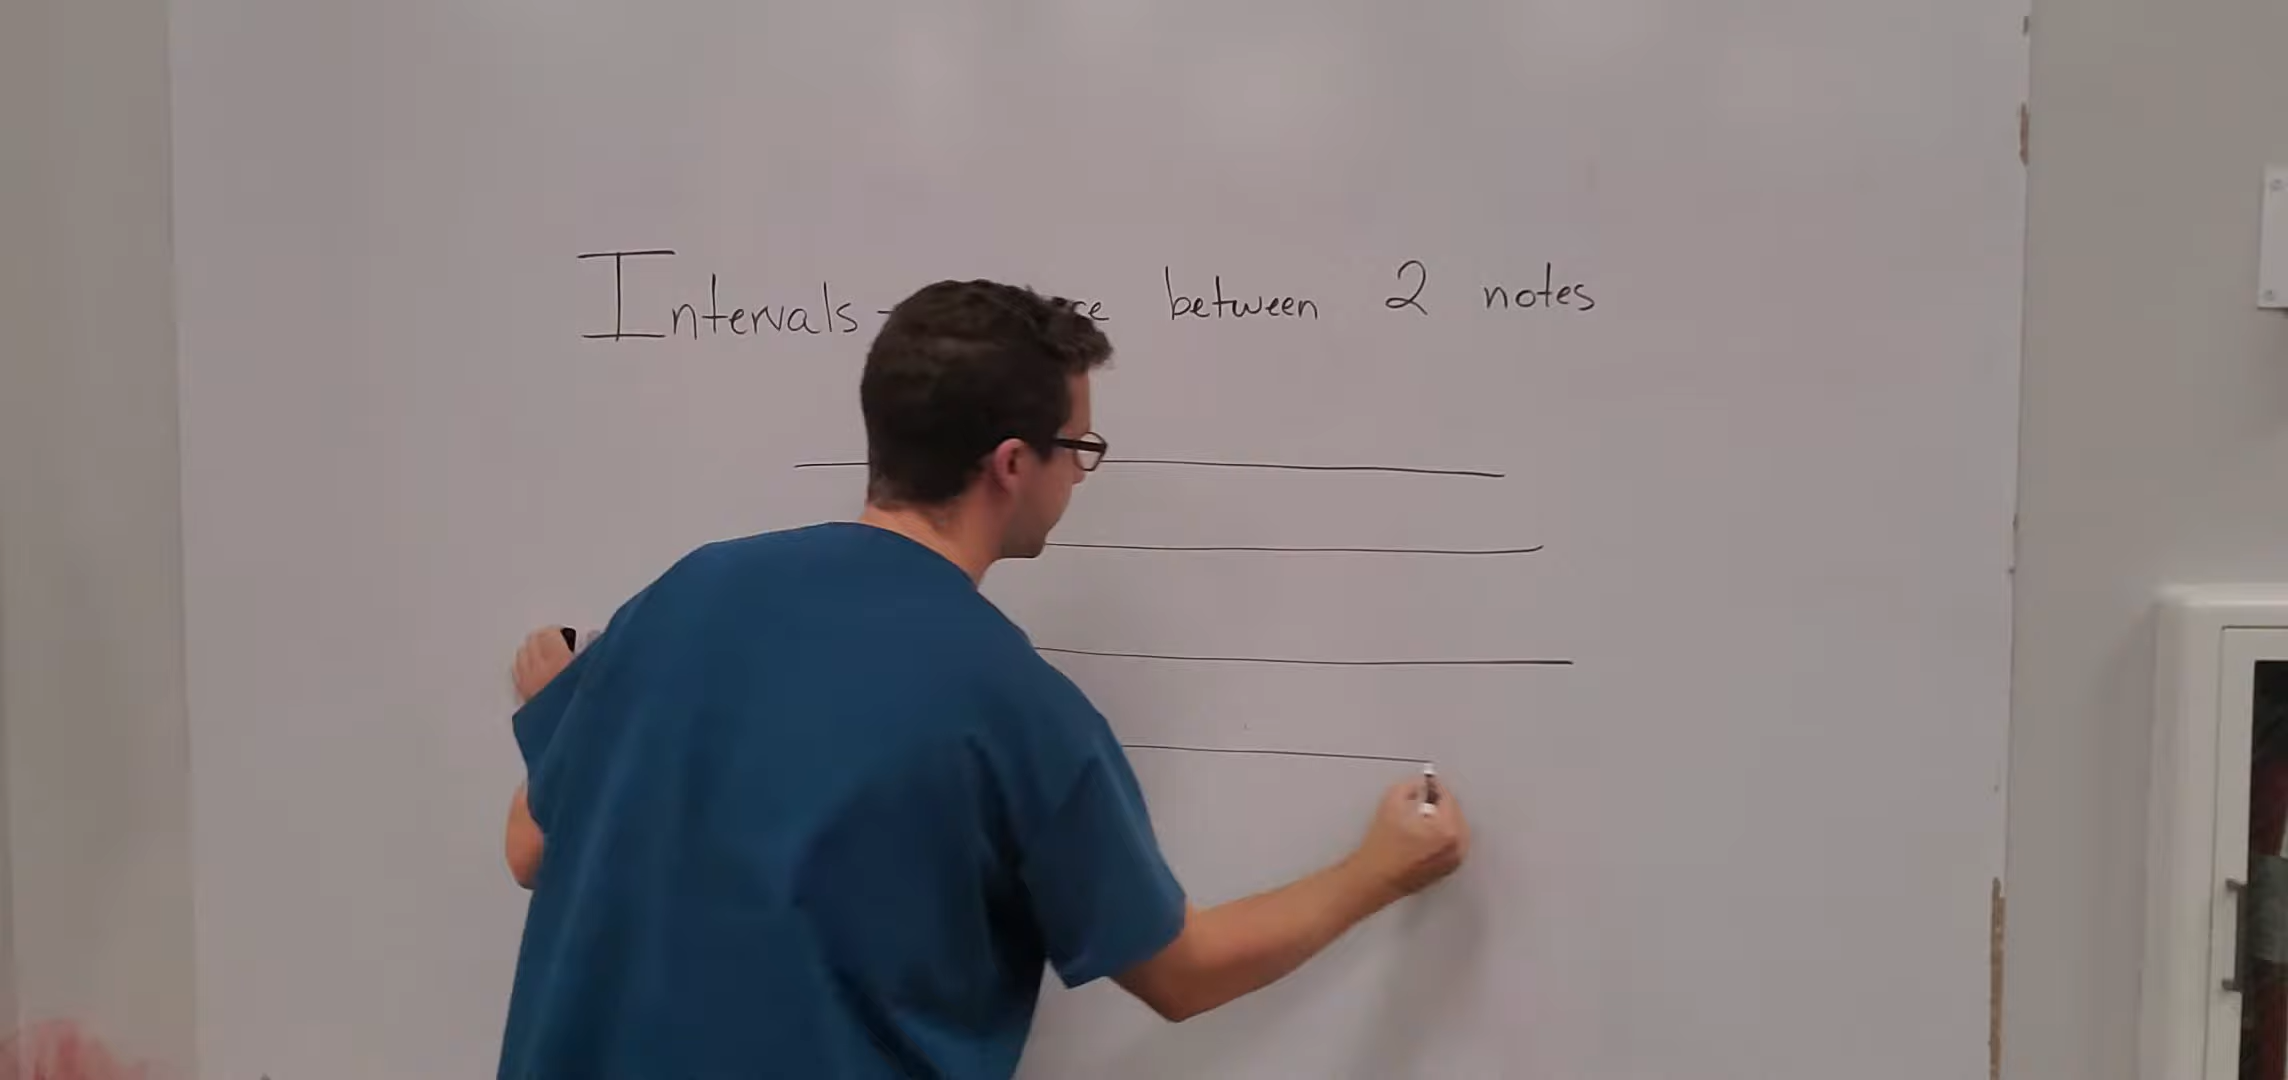 Intervals - between 2 notes